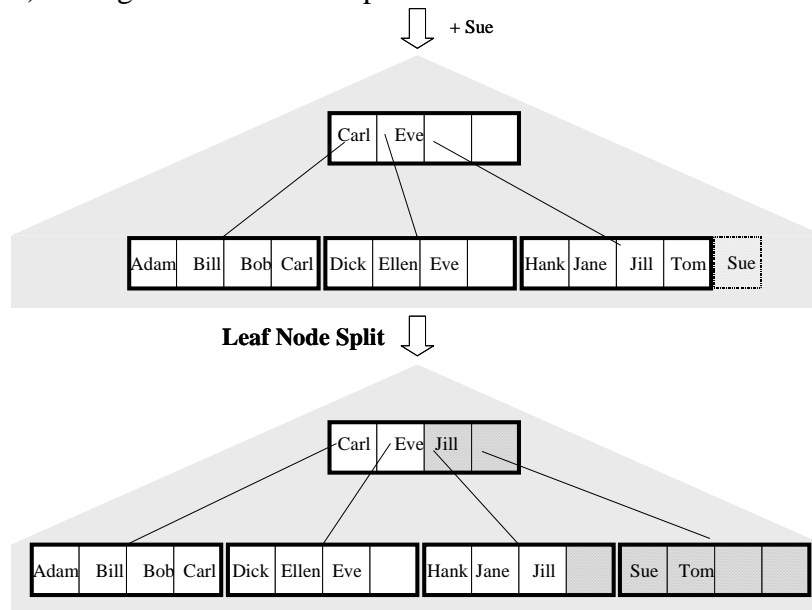 + Sue
Carl Eve
Adam Bill Bob Carl Dick Ellen Eve Hank Jane Jill Tom Sue
Leaf Node Split
Carl Eve Jill
Adam Bill Bob Carl Dick Ellen Eve Hank Jane Jill Sue Tom